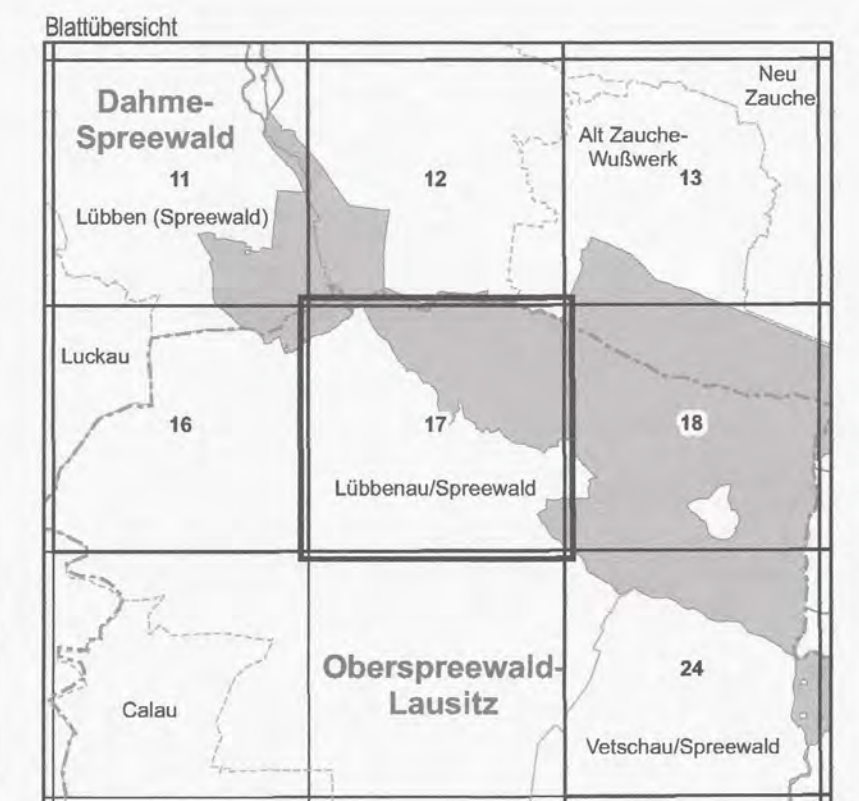 Blattübersicht
Dahme-
Spreewald
11
Lübben (Spreewald)
12
Neu
Zauche
Alt Zauche-
Wußwerk
13
Luckau
16
17
Lübbenau/Spreewald
18
Calau
Oberspreewald-
Lausitz
24
Vetschau/Spreewald